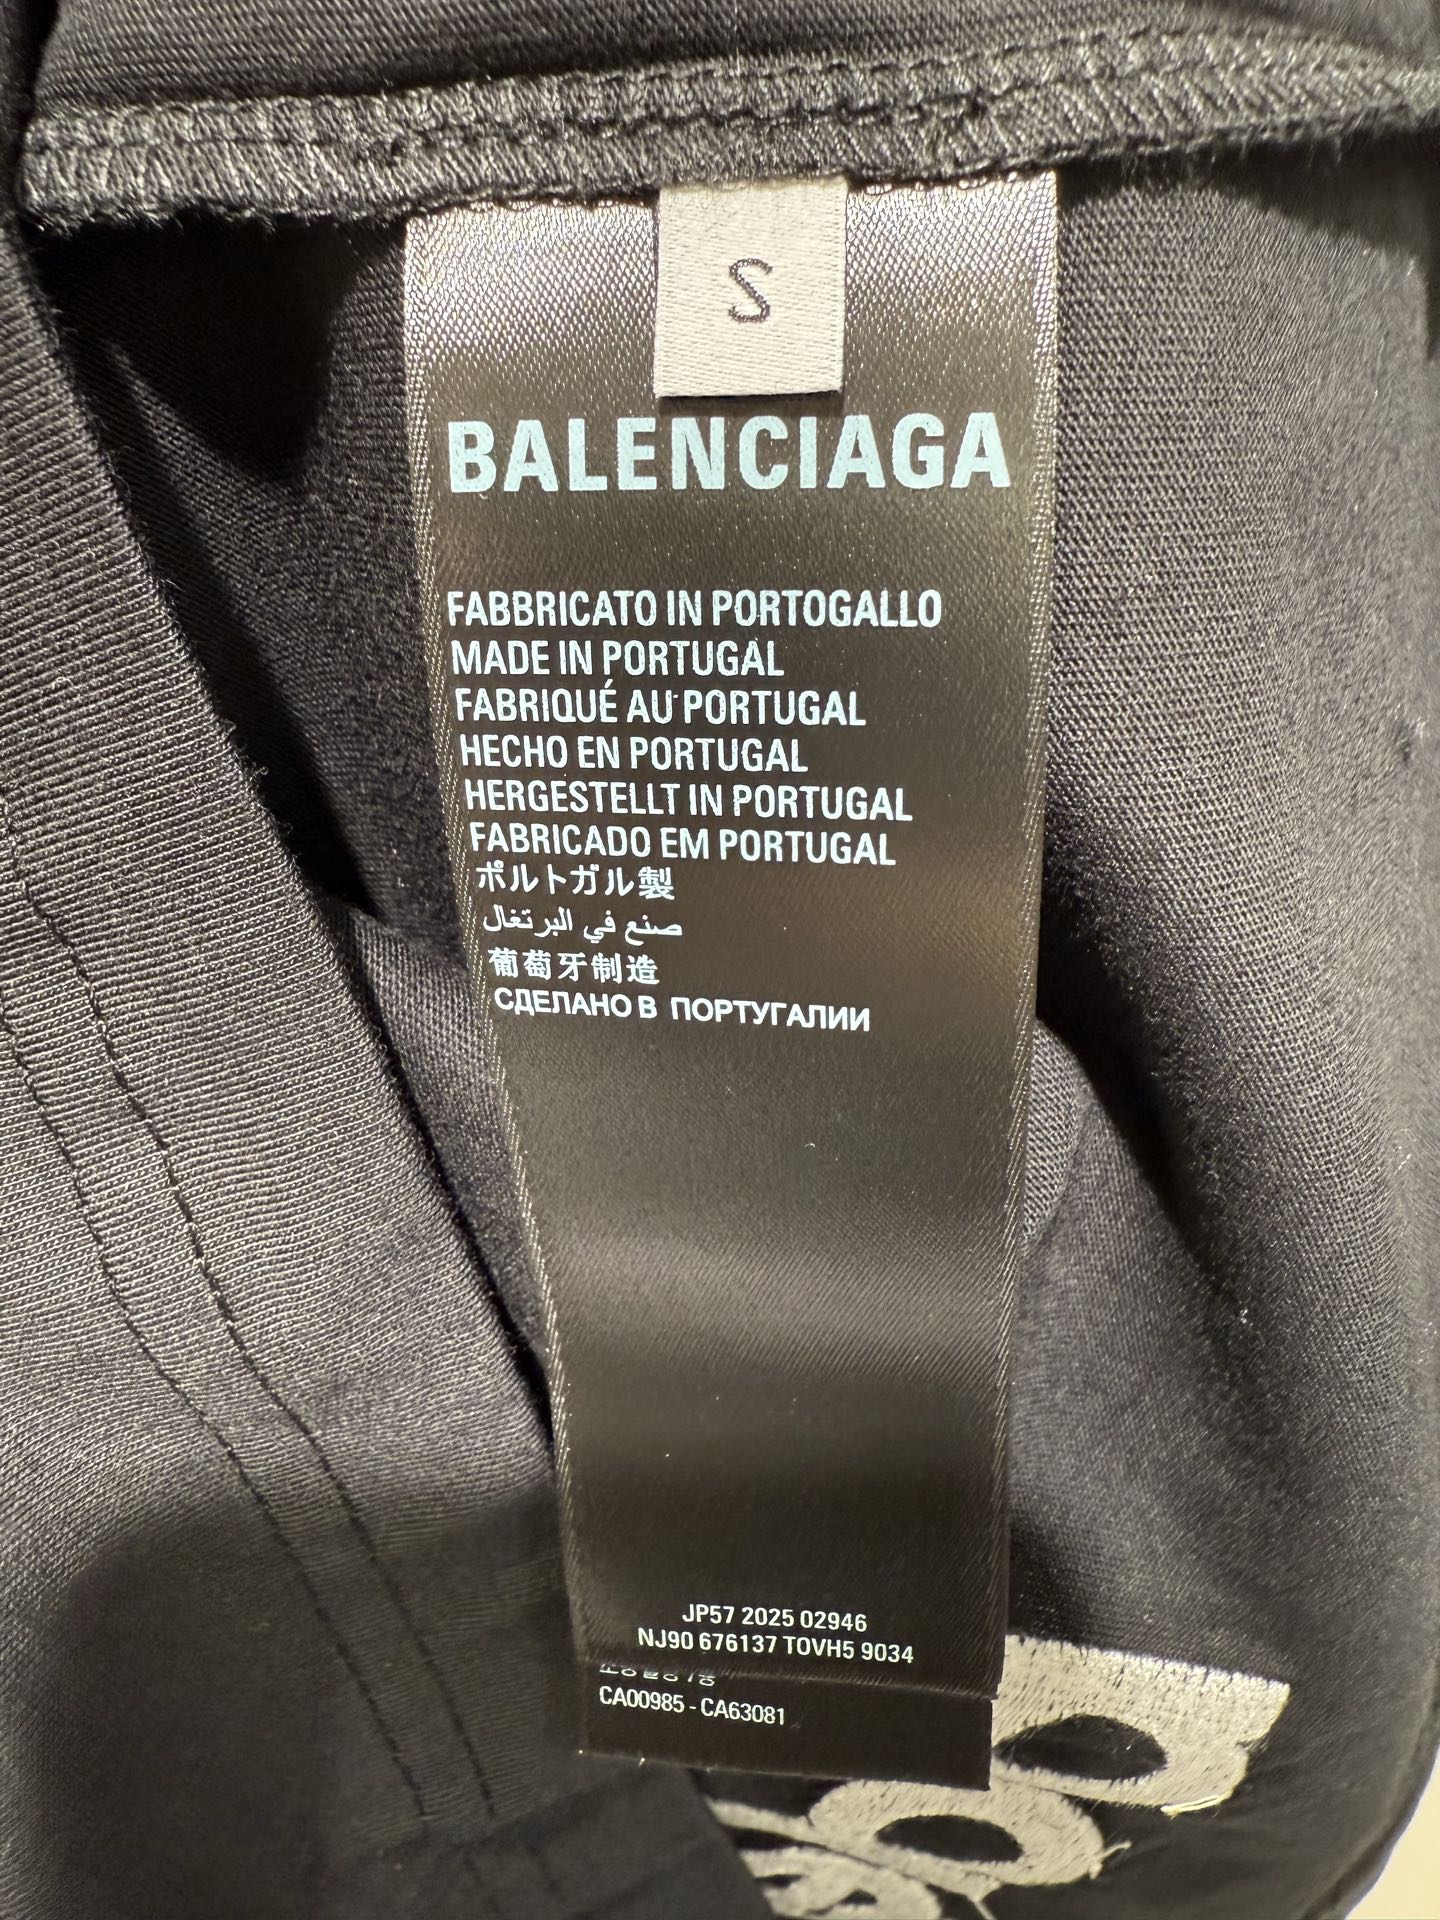 S
BALENCIAGA
FABBRICATO IN PORTOGALLO
MADE IN PORTUGAL
FABRIQUÉ AU PORTUGAL
HECHO EN PORTUGAL
HERGESTELLT IN PORTUGAL
FABRICADO EM PORTUGAL
ポルトガル製
صنع في البرتغال
葡萄牙制造
СДЕЛАНО В ПОРТУГАЛИИ
JP57 2025 02946
NJ90 676137 TOVH5 9034
CA00985 - CA63081